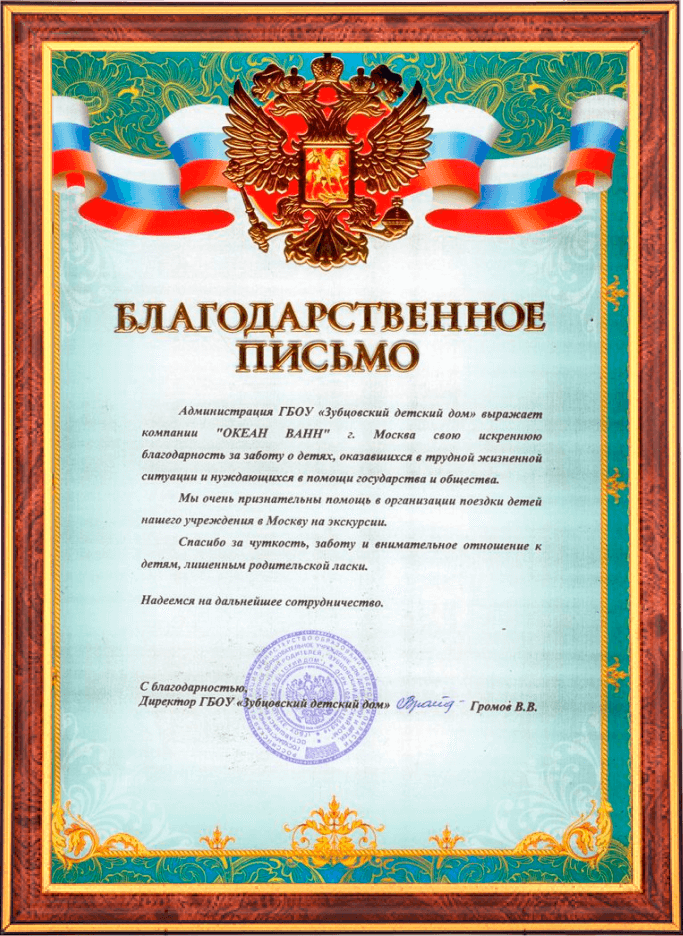 БЛАГОДАРСТВЕННОЕ
ПИСЬМО
Администрация ГБОУ «Зубцовский детский дом» выражает
компании "ОКЕАН ВАНН" г. Москва свою искреннюю
благодарность за заботу о детях, оказавшихся в трудной жизненной
ситуации и нуждающихся в помощи государства и общества.
Мы очень признательны помощь в организации поездки детей
нашего учреждения в Москву на экскурсии.
Спасибо за чуткость, заботу и внимательное отношение к
детям, лишенным родительской ласки.
Надеемся на дальнейшее сотрудничество.
С благодарностью,
Директор ГБОУ «Зубцовский детский дом» Громов В.В.